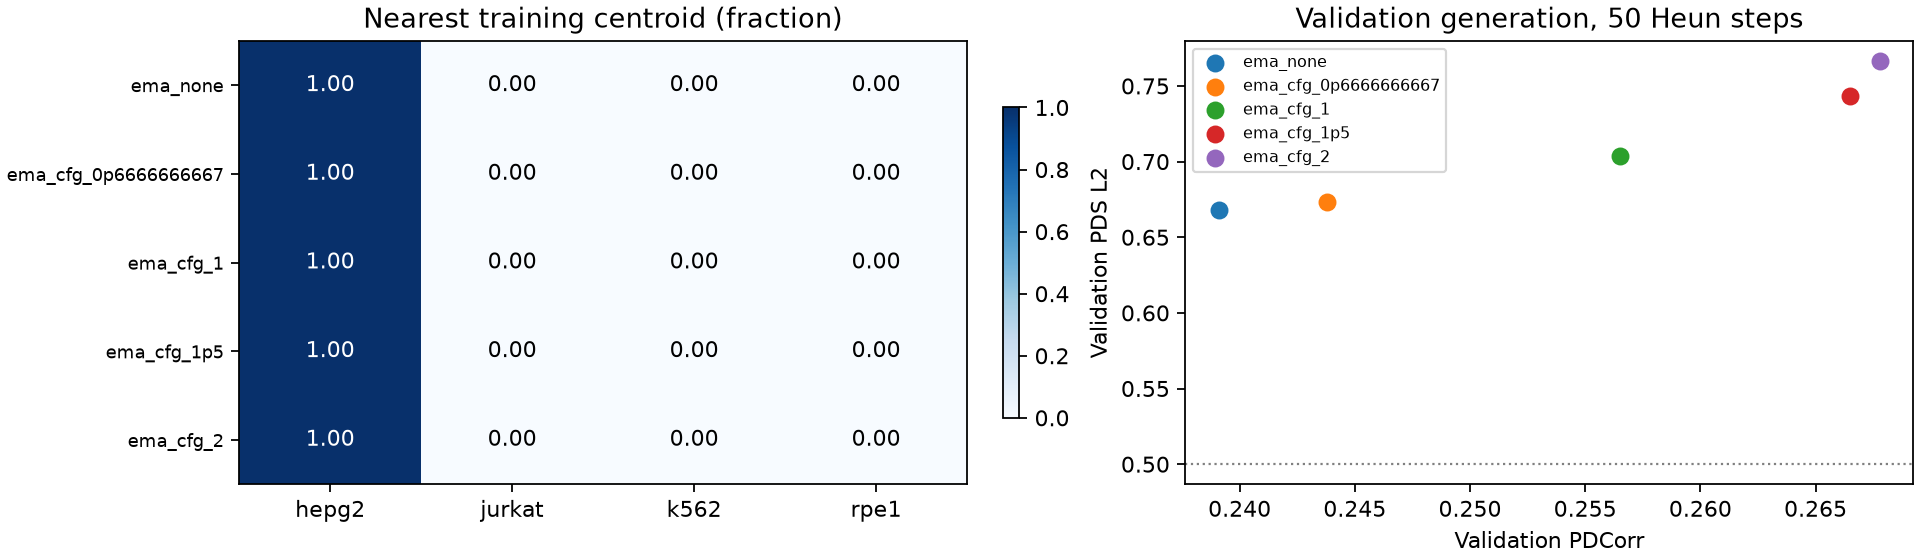 Nearest training centroid (fraction)
ema_none 1.00 0.00 0.00 0.00
ema_cfg_0p6666666667 1.00 0.00 0.00 0.00
ema_cfg_1 1.00 0.00 0.00 0.00
ema_cfg_1p5 1.00 0.00 0.00 0.00
ema_cfg_2 1.00 0.00 0.00 0.00
hepg2 jurkat k562 rpe1
1.0
0.8
0.6
0.4
0.2
0.0
Validation generation, 50 Heun steps
ema_none
ema_cfg_0p6666666667
ema_cfg_1
ema_cfg_1p5
ema_cfg_2
Validation PDS L2
0.75
0.70
0.65
0.60
0.55
0.50
0.240 0.245 0.250 0.255 0.260 0.265
Validation PDCorr